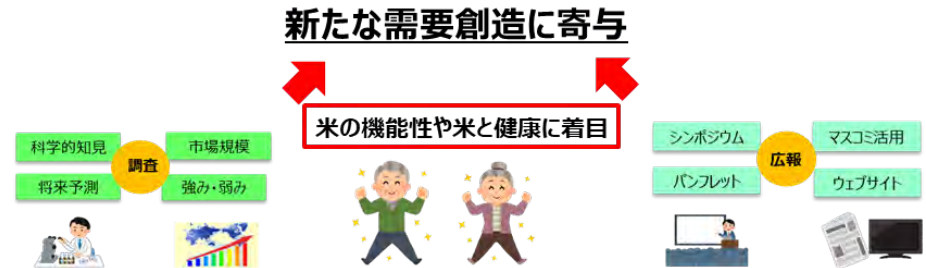 新たな需要創造に寄与
米の機能性や米と健康に着目
科学的知見
市場規模
調査
将来予測
強み・弱み
シンポジウム
マスコミ活用
広報
パンフレット
ウェブサイト